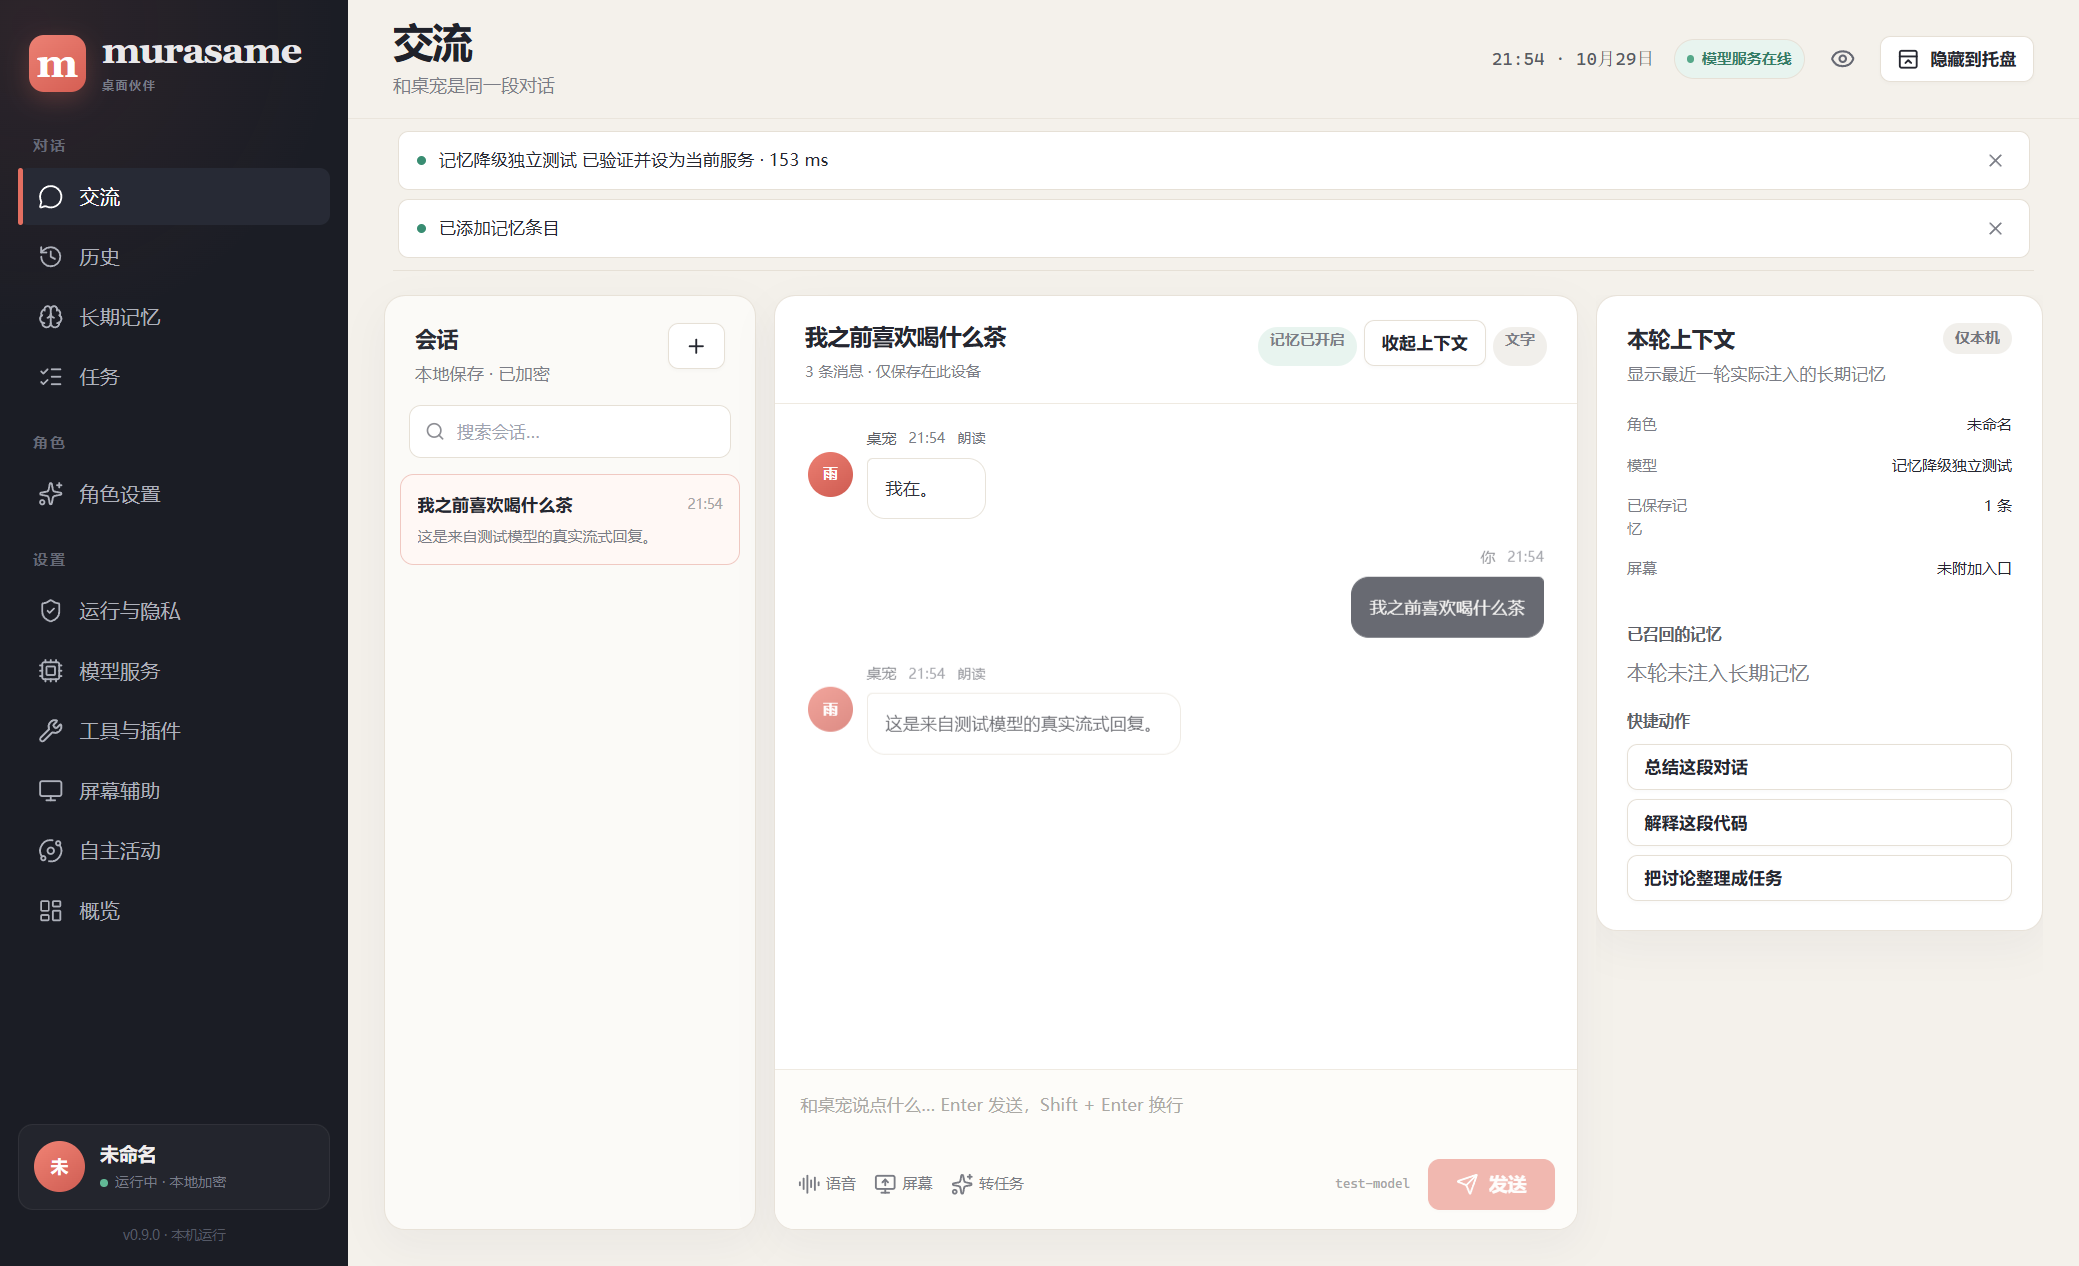 m
murasame
桌面伙伴
对话
交流
历史
长期记忆
任务
角色
角色设置
设置
运行与隐私
模型服务
工具与插件
屏幕辅助
自主活动
概览
未
未命名
运行中 · 本地加密
v0.9.0 · 本机运行
交流
和桌宠是同一段对话
21:54 · 10月29日
模型服务在线
隐藏到托盘
记忆降级独立测试 已验证并设为当前服务 · 153 ms
已添加记忆条目
会话
本地保存 · 已加密
搜索会话...
我之前喜欢喝什么茶 21:54
这是来自测试模型的真实流式回复。
我之前喜欢喝什么茶
3 条消息 · 仅保存在此设备
记忆已开启
收起上下文
文字
桌宠 21:54 朗读
雨
我在。
你 21:54
我之前喜欢喝什么茶
桌宠 21:54 朗读
雨
这是来自测试模型的真实流式回复。
和桌宠说点什么... Enter 发送，Shift + Enter 换行
语音
屏幕
转任务
test-model
发送
本轮上下文
仅本机
显示最近一轮实际注入的长期记忆
角色 未命名
模型 记忆降级独立测试
已保存记
忆
1 条
屏幕 未附加入口
已召回的记忆
本轮未注入长期记忆
快捷动作
总结这段对话
解释这段代码
把讨论整理成任务